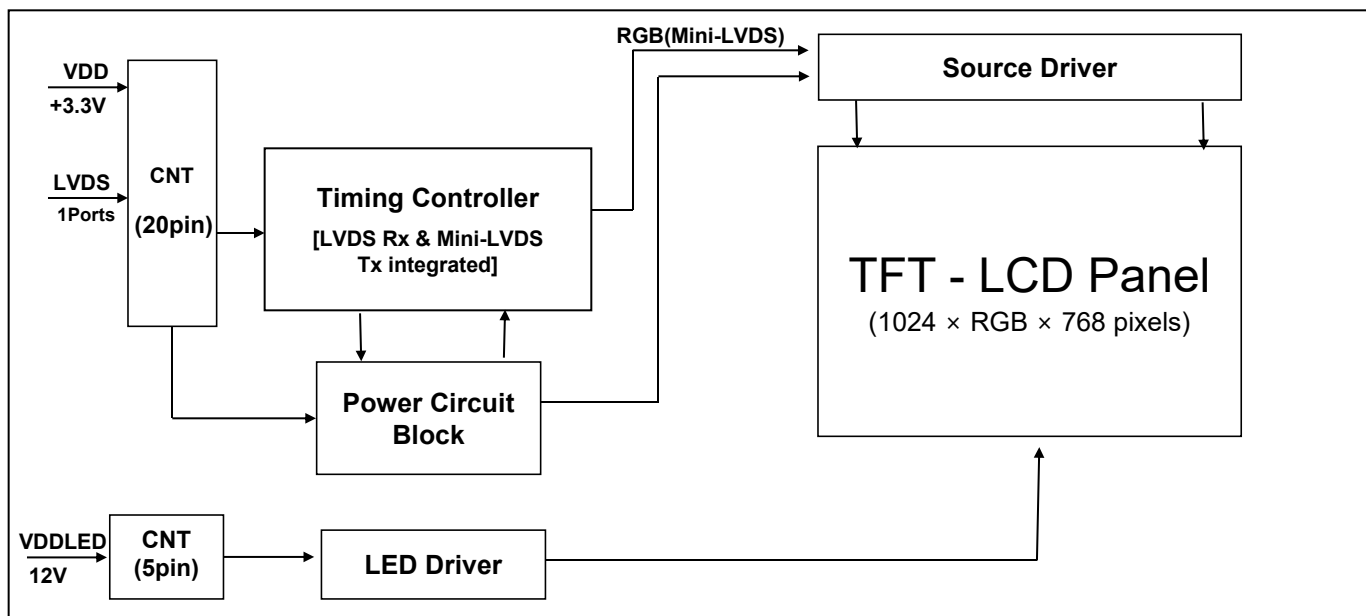 RGB(Mini-LVDS)
VDD
+3.3V
LVDS
1Ports
CNT
(20pin)
Timing Controller
[LVDS Rx & Mini-LVDS
Tx integrated]
Power Circuit
Block
Source Driver
TFT - LCD Panel
(1024 × RGB × 768 pixels)
VDDLED
12V
CNT
(5pin)
LED Driver